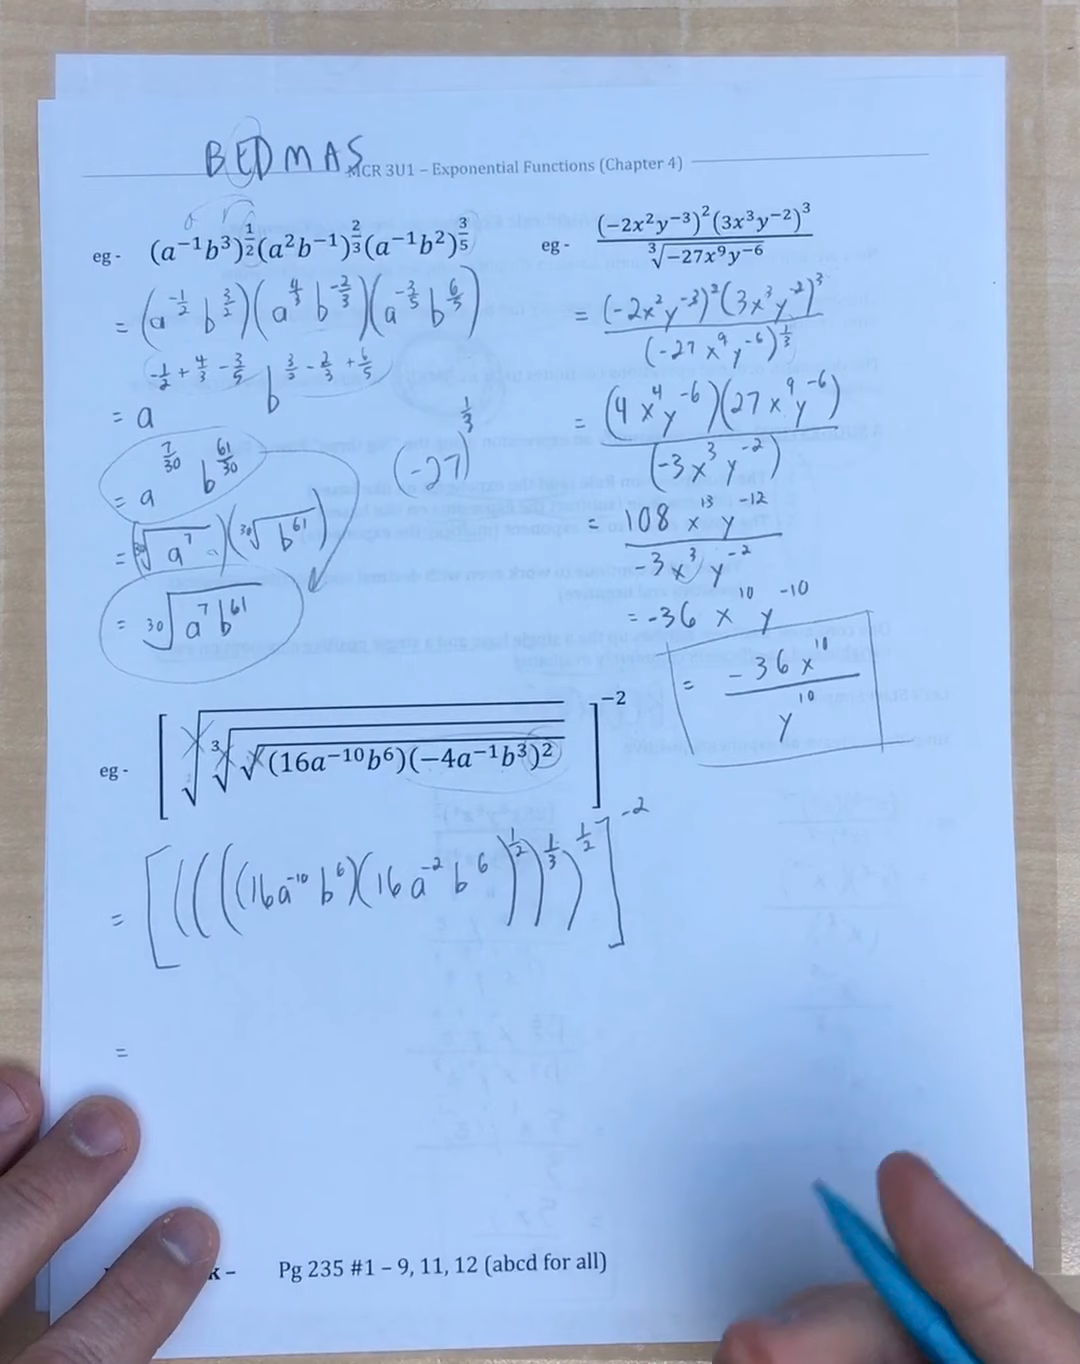 BEDMAS
MCR 3U1 – Exponential Functions (Chapter 4)
eg - (a⁻¹b³)^(1/2)(a²b⁻¹)^(2/3)(a⁻¹b²)^(3/5)
= (a^(-1/2) b^(3/2))(a^(4/3) b^(-2/3))(a^(-3/5) b^(6/5))
= a^(-1/2 + 4/3 - 3/5) b^(3/2 - 2/3 + 6/5)
= a^(7/30) b^(61/30)
= (³⁰√a⁷)(³⁰√b⁶¹)
= ³⁰√(a⁷b⁶¹)
(-27)^(1/3)
eg - (−2x²y⁻³)²(3x³y⁻²)³ / ³√(−27x⁹y⁻⁶)
= (-2x²y⁻³)²(3x³y⁻²)³ / (-27x⁹y⁻⁶)^(1/3)
= (4x⁴y⁻⁶)(27x⁹y⁻⁶) / (-3x³y⁻²)
= 108x¹³y⁻¹² / -3x³y⁻²
= -36x¹⁰y⁻¹⁰
= -36x¹⁰ / y¹⁰
eg - [√(³√(√((16a⁻¹⁰b⁶)(−4a⁻¹b³)²)))]⁻²
= [((((16a⁻¹⁰b⁶)(16a⁻²b⁶)^(1/2))^(1/3))^(1/2)]⁻²
=
k – Pg 235 #1 – 9, 11, 12 (abcd for all)